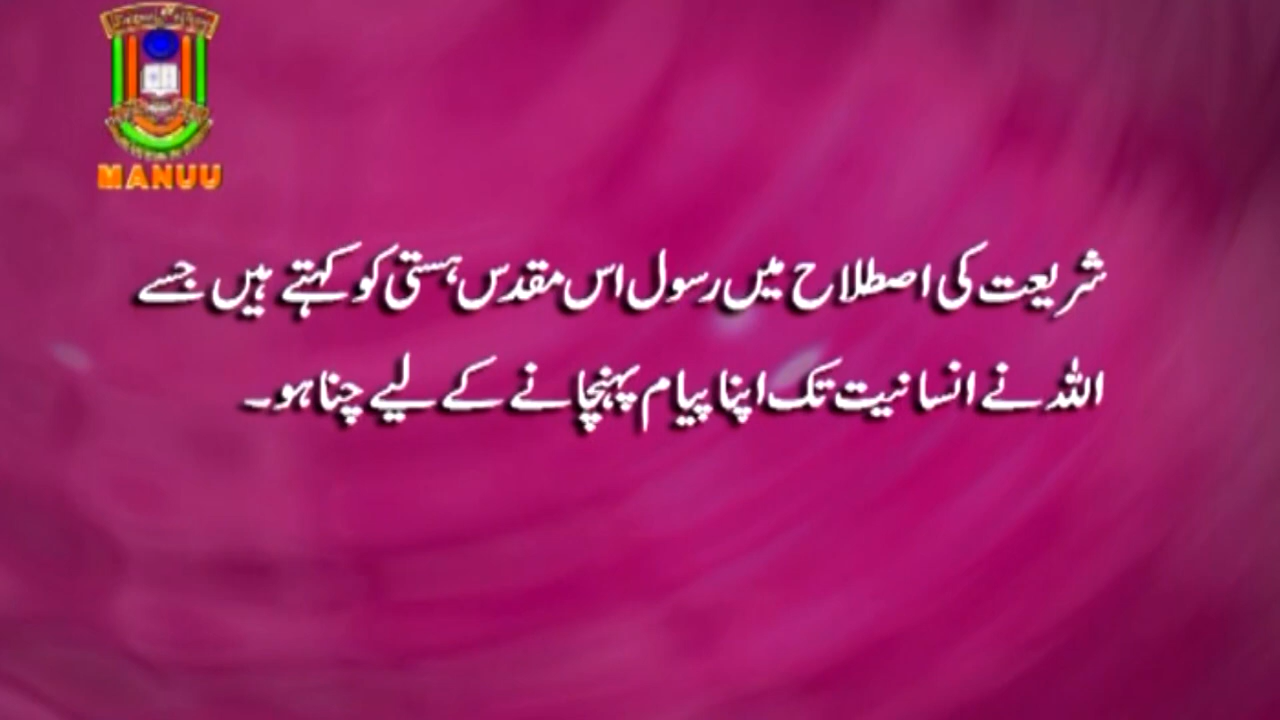 MANUU
شریعت کی اصطلاح میں رسول اس مقدس ہستی کو کہتے ہیں جسے
اللہ نے انسانیت تک اپنا پیام پہنچانے کے لیے چنا ہو۔